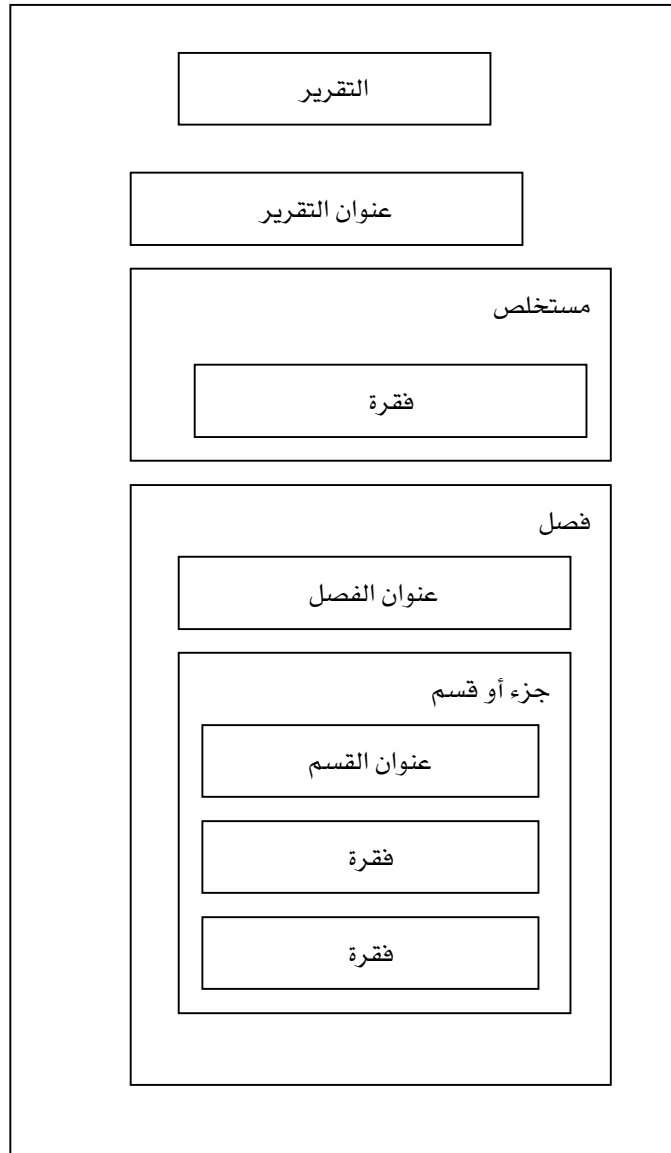 التقرير
عنوان التقرير
مستخلص
فقرة
فصل
عنوان الفصل
جزء أو قسم
عنوان القسم
فقرة
فقرة